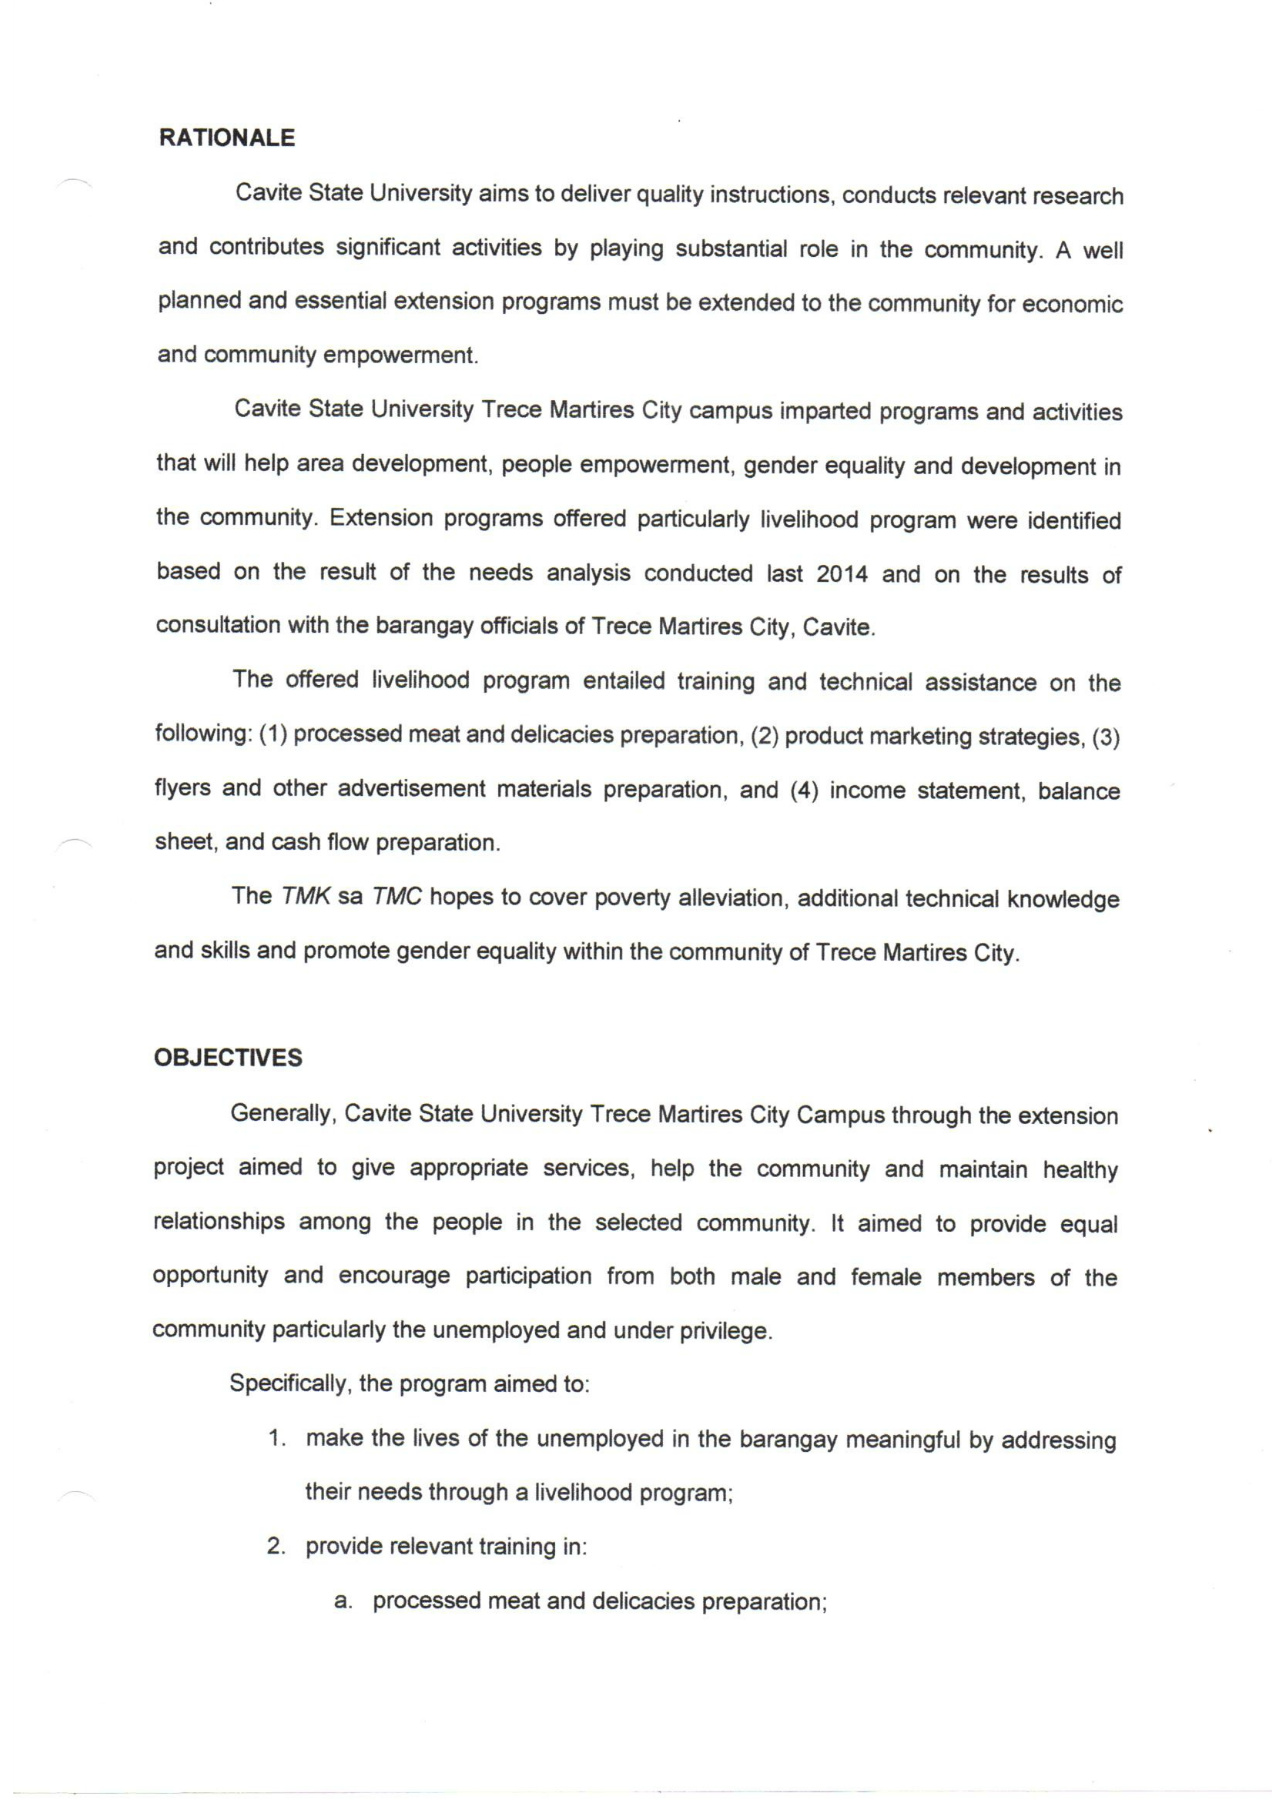 RATIONALE
Cavite State University aims to deliver quality instructions, conducts relevant research
and contributes significant activities by playing substantial role in the community. A well
planned and essential extension programs must be extended to the community for economic
and community empowerment.
Cavite State University Trece Martires City campus imparted programs and activities
that will help area development, people empowerment, gender equality and development in
the community. Extension programs offered particularly livelihood program were identified
based on the result of the needs analysis conducted last 2014 and on the results of
consultation with the barangay officials of Trece Martires City, Cavite.
The offered livelihood program entailed training and technical assistance on the
following: (1) processed meat and delicacies preparation, (2) product marketing strategies, (3)
flyers and other advertisement materials preparation, and (4) income statement, balance
sheet, and cash flow preparation.
The TMK sa TMC hopes to cover poverty alleviation, additional technical knowledge
and skills and promote gender equality within the community of Trece Martires City.
OBJECTIVES
Generally, Cavite State University Trece Martires City Campus through the extension
project aimed to give appropriate services, help the community and maintain healthy
relationships among the people in the selected community. It aimed to provide equal
opportunity and encourage participation from both male and female members of the
community particularly the unemployed and under privilege.
Specifically, the program aimed to:
1. make the lives of the unemployed in the barangay meaningful by addressing
their needs through a livelihood program;
2. provide relevant training in:
a. processed meat and delicacies preparation;